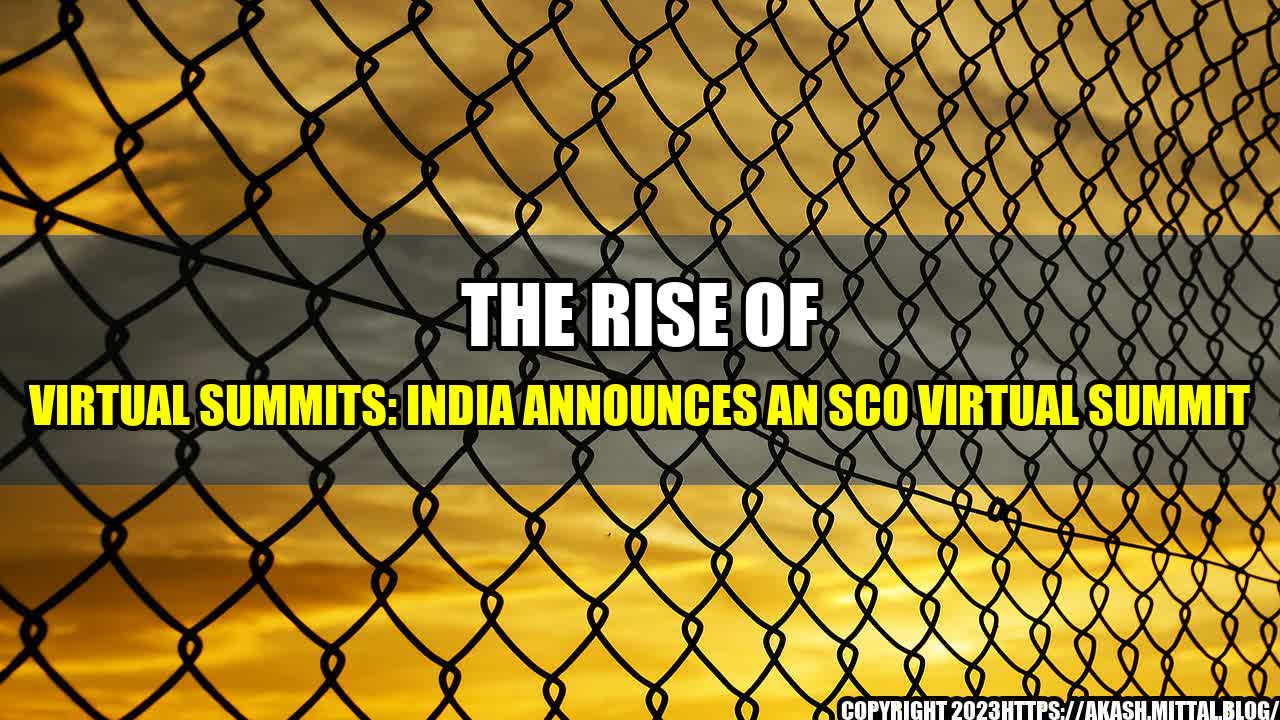 THE RISE OF
VIRTUAL SUMMITS: INDIA ANNOUNCES AN SCO VIRTUAL SUMMIT
COPYRIGHT 2023HTTPS://AKASH.MITTAL.BLOG/